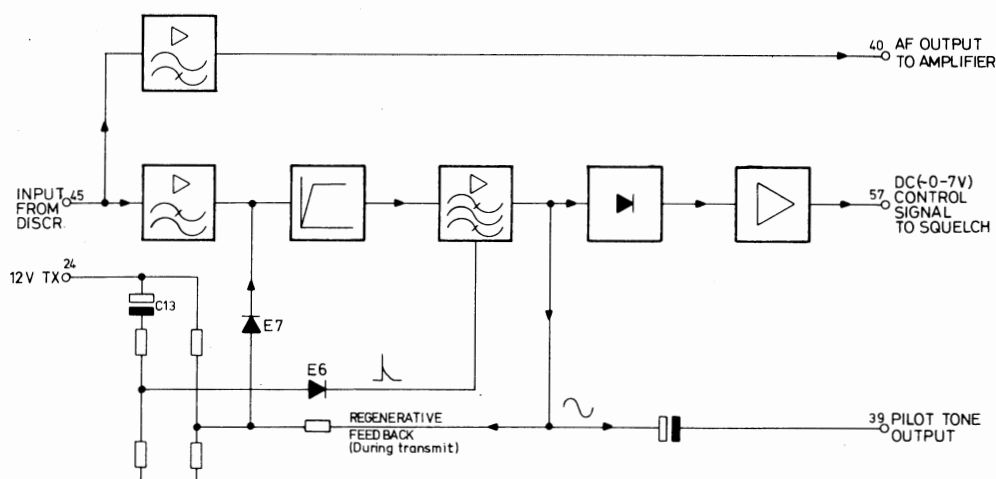 40
AF OUTPUT
TO AMPLIFIER
INPUT
FROM
DISCR.
45
57
DC(-0-7V)
CONTROL
SIGNAL
TO SQUELCH
12V TX
24
C13
E7
E6
REGENERATIVE
FEEDBACK
(During transmit)
39
PILOT TONE
OUTPUT